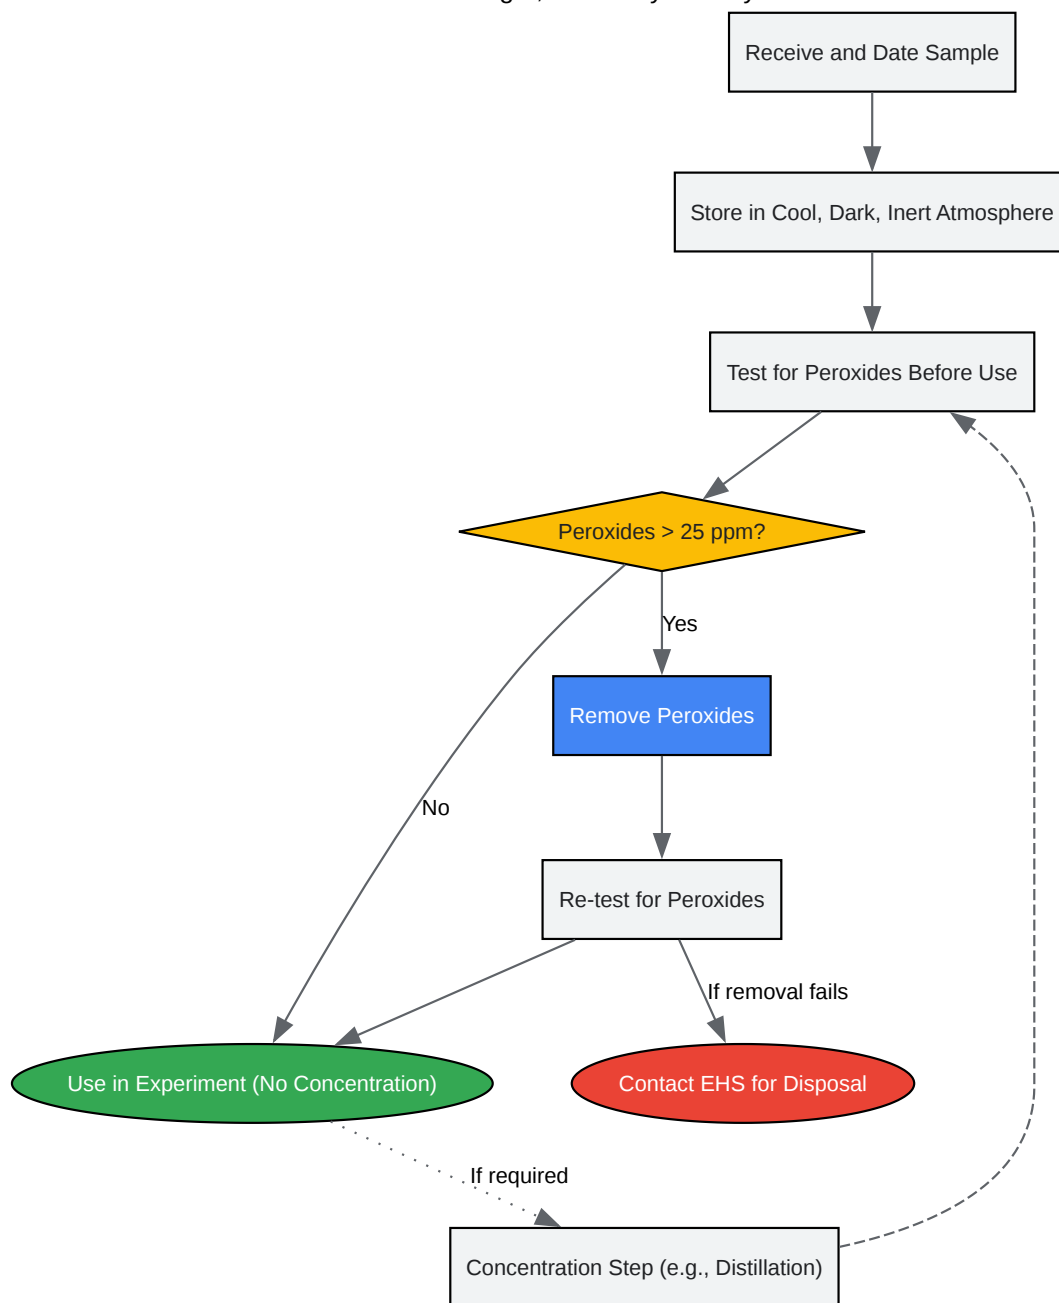 Receive and Date Sample
Store in Cool, Dark, Inert Atmosphere
Test for Peroxides Before Use
Peroxides > 25 ppm?
Yes
Remove Peroxides
No
Re-test for Peroxides
If removal fails
Use in Experiment (No Concentration)
Contact EHS for Disposal
If required
Concentration Step (e.g., Distillation)